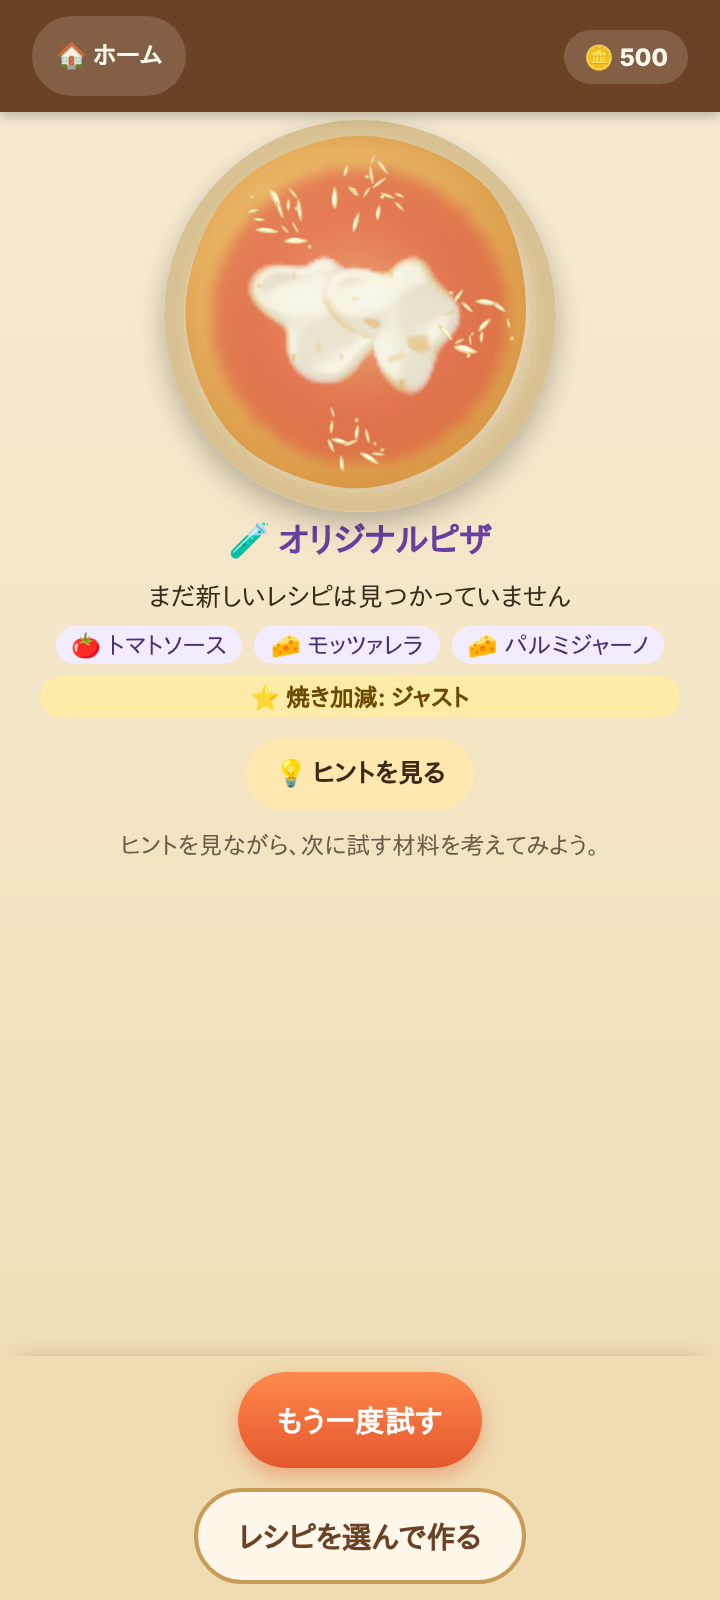 🏠 ホーム
🪙 500
🧪 オリジナルピザ
まだ新しいレシピは見つかっていません
🍅 トマトソース
🧀 モッツァレラ
🧀 パルミジャーノ
⭐ 焼き加減: ジャスト
💡 ヒントを見る
ヒントを見ながら、次に試す材料を考えてみよう。
もう一度試す
レシピを選んで作る